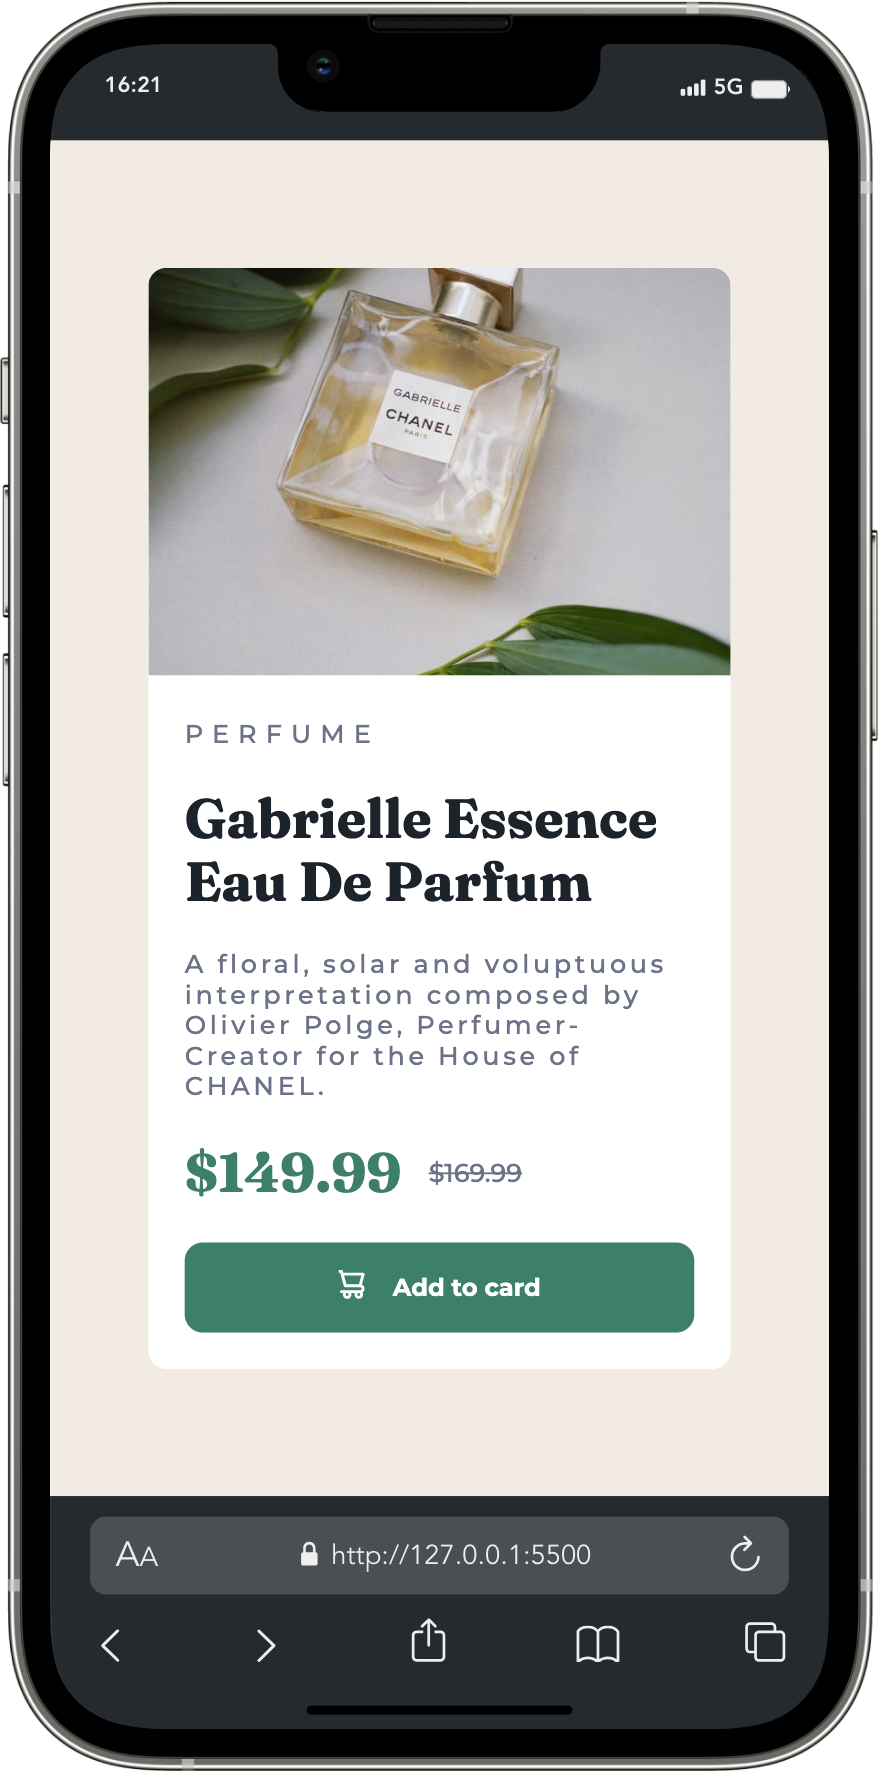 16:21
5G
GABRIELLE
CHANEL
PARIS
PERFUME
Gabrielle Essence
Eau De Parfum
A floral, solar and voluptuous
interpretation composed by
Olivier Polge, Perfumer-
Creator for the House of
CHANEL.
$149.99 $169.99
Add to card
AA http://127.0.0.1:5500